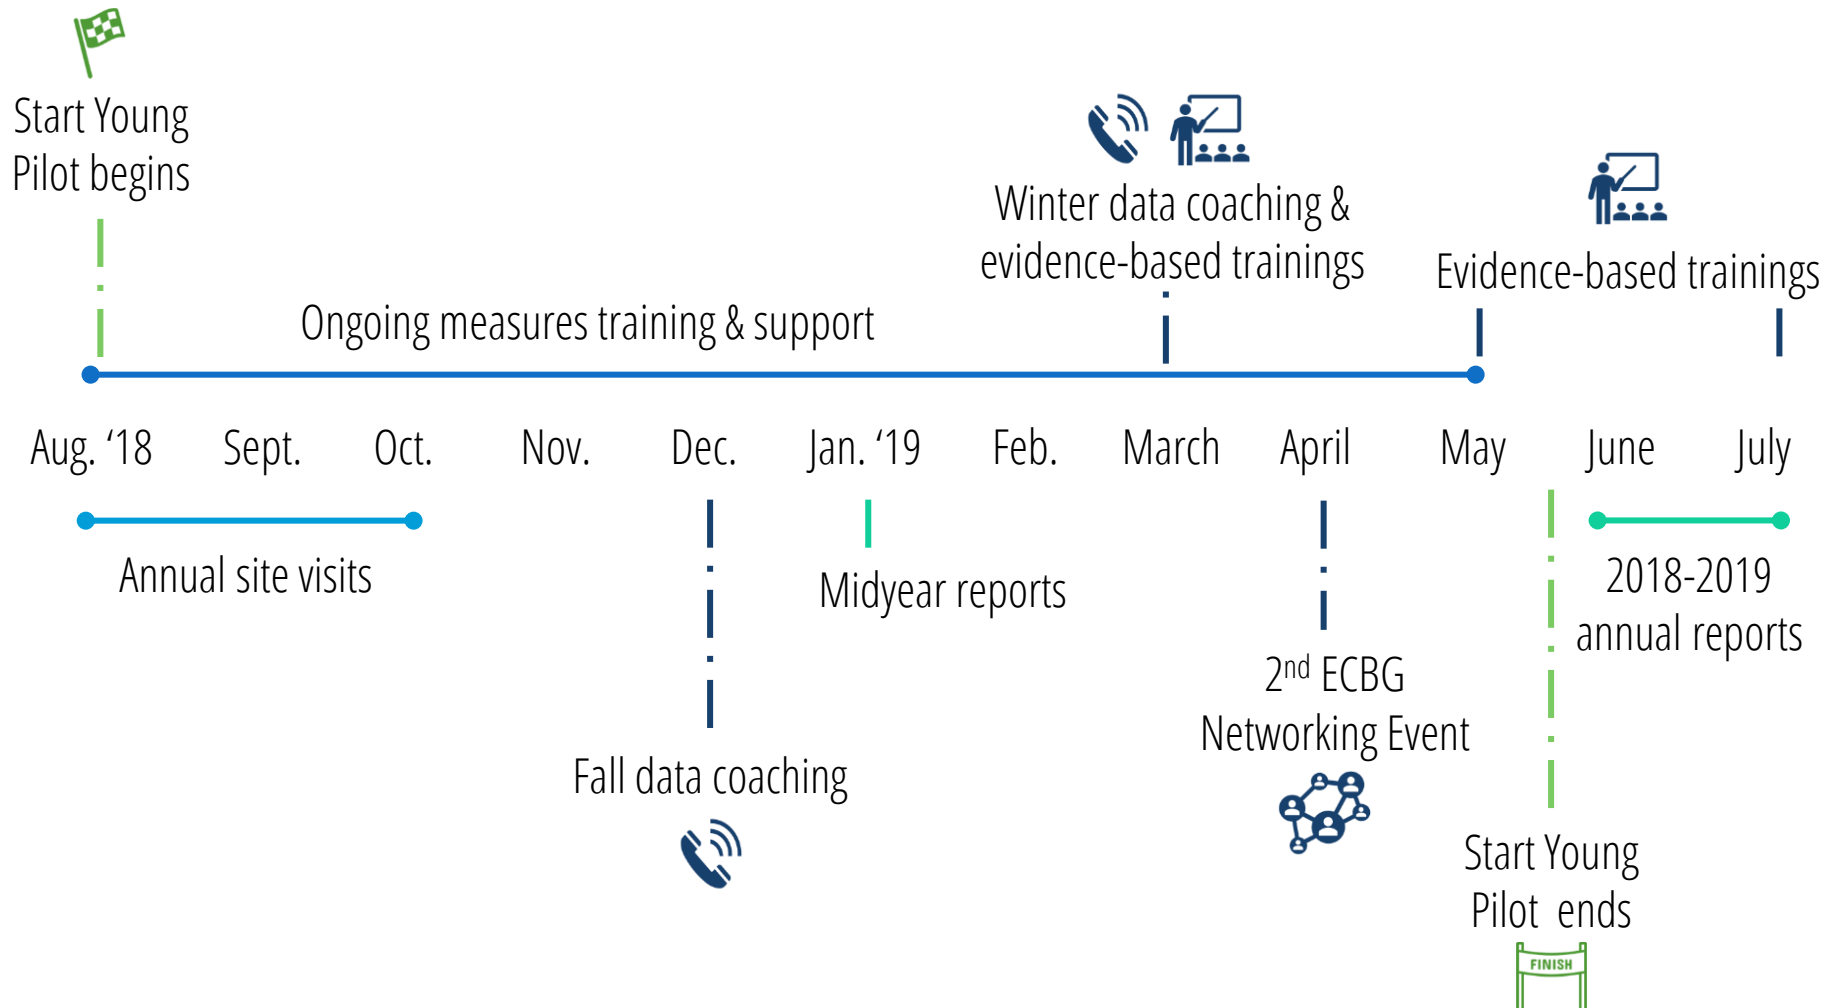 Start Young
Pilot begins
Winter data coaching &
evidence-based trainings
Evidence-based trainings
Ongoing measures training & support
Aug. ‘18 Sept. Oct. Nov. Dec. Jan. ‘19 Feb. March April May June July
Annual site visits
Midyear reports
2018-2019
annual reports
2nd ECBG
Networking Event
Fall data coaching
Start Young
Pilot ends
FINISH